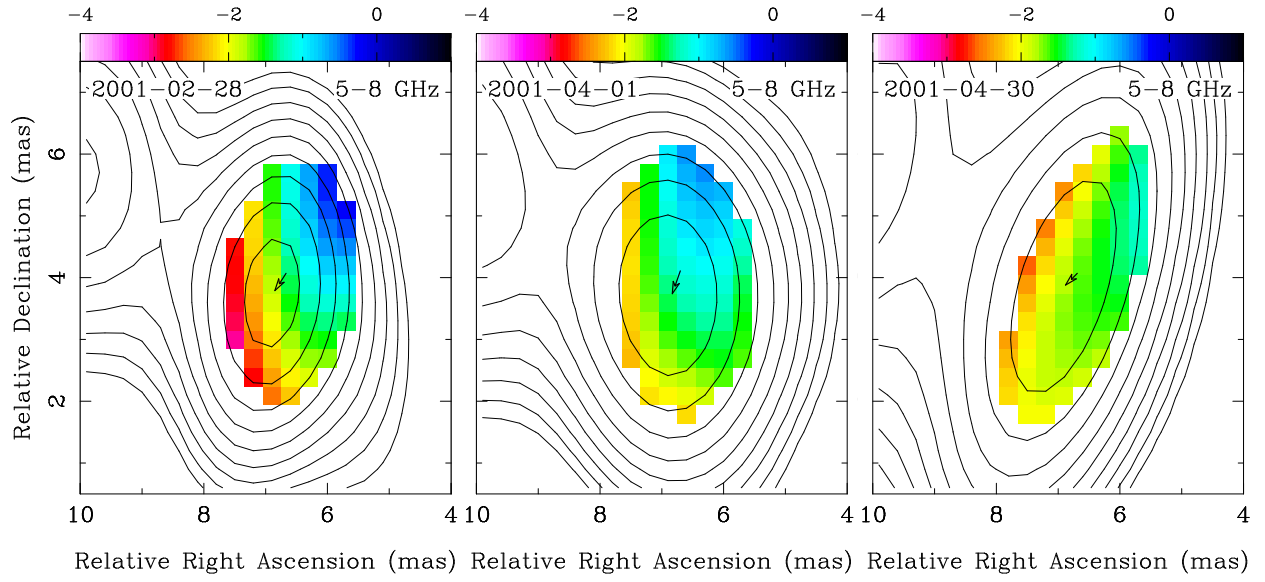 −4 −2 0 −4 −2 0 −4 −2 0
2001−02−28 5−8 GHz 2001−04−01 5−8 GHz 2001−04−30 5−8 GHz
Relative Declination (mas)
6
4
2
10 8 6 4 10 8 6 4 10 8 6 4
Relative Right Ascension (mas) Relative Right Ascension (mas) Relative Right Ascension (mas)